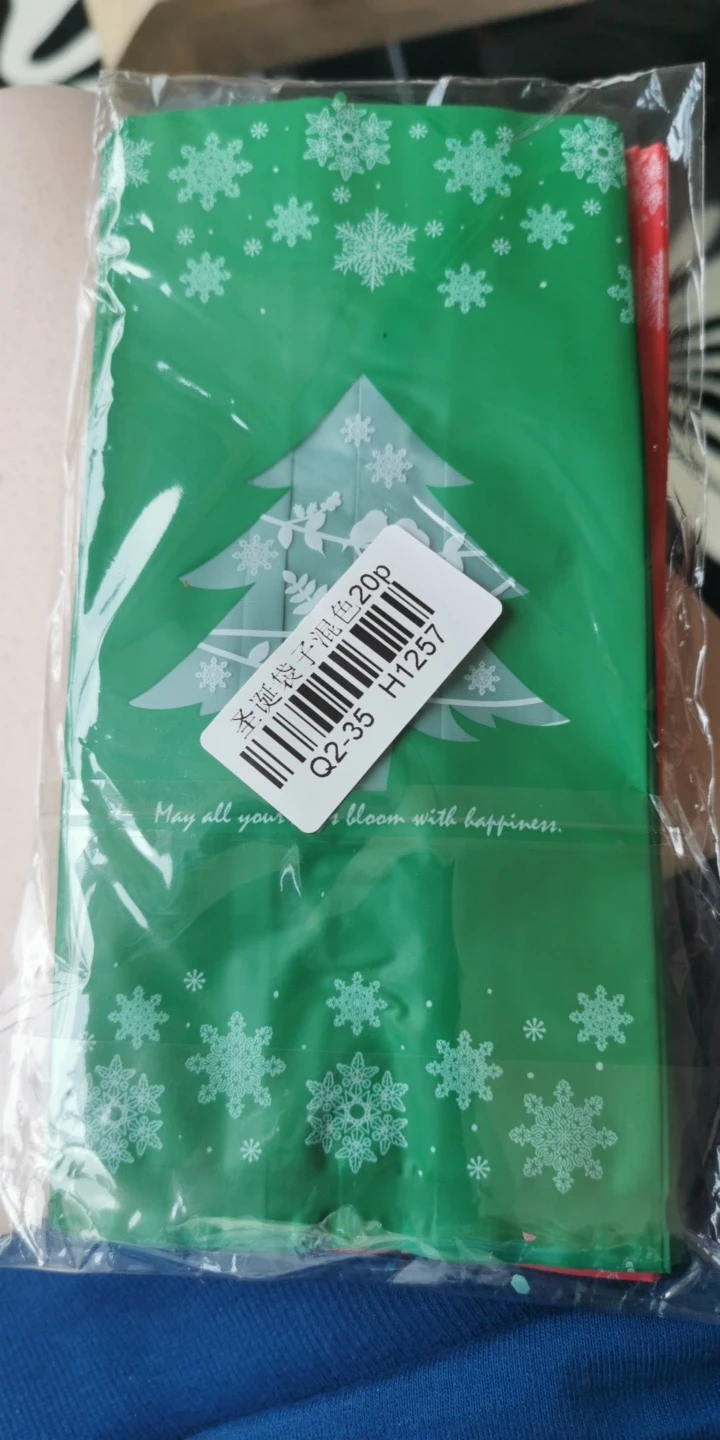 圣诞袋子混色20p
Q2-35 H1257
May all your bloom with happiness.